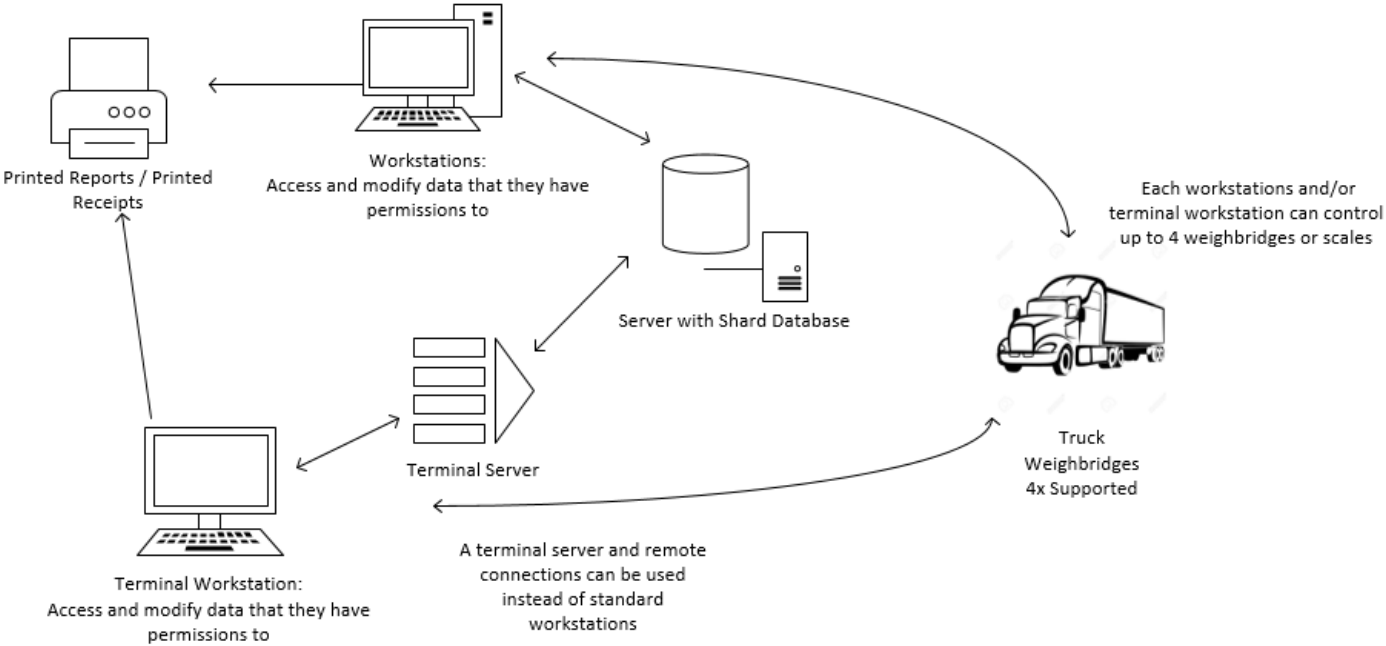 Printed Reports / Printed
Receipts
Workstations:
Access and modify data that they have
permissions to
Server with Shard Database
Each workstations and/or
terminal workstation can control
up to 4 weighbridges or scales
Truck
Weighbridges
4x Supported
Terminal Server
Terminal Workstation:
Access and modify data that they have
permissions to
A terminal server and remote
connections can be used
instead of standard
workstations